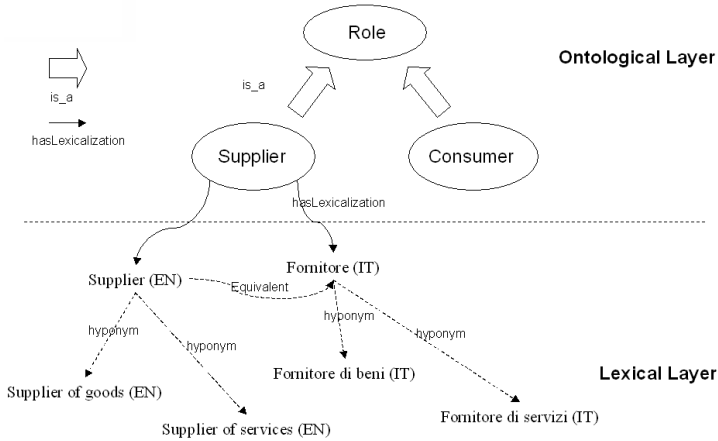 Role
Ontological Layer
is_a
is_a
hasLexicalization
Supplier
Consumer
hasLexicalization
Supplier (EN)
Fornitore (IT)
Equivalent
hyponym
hyponym
hyponym
hyponym
Supplier of goods (EN)
Fornitore di beni (IT)
Lexical Layer
Supplier of services (EN)
Fornitore di servizi (IT)